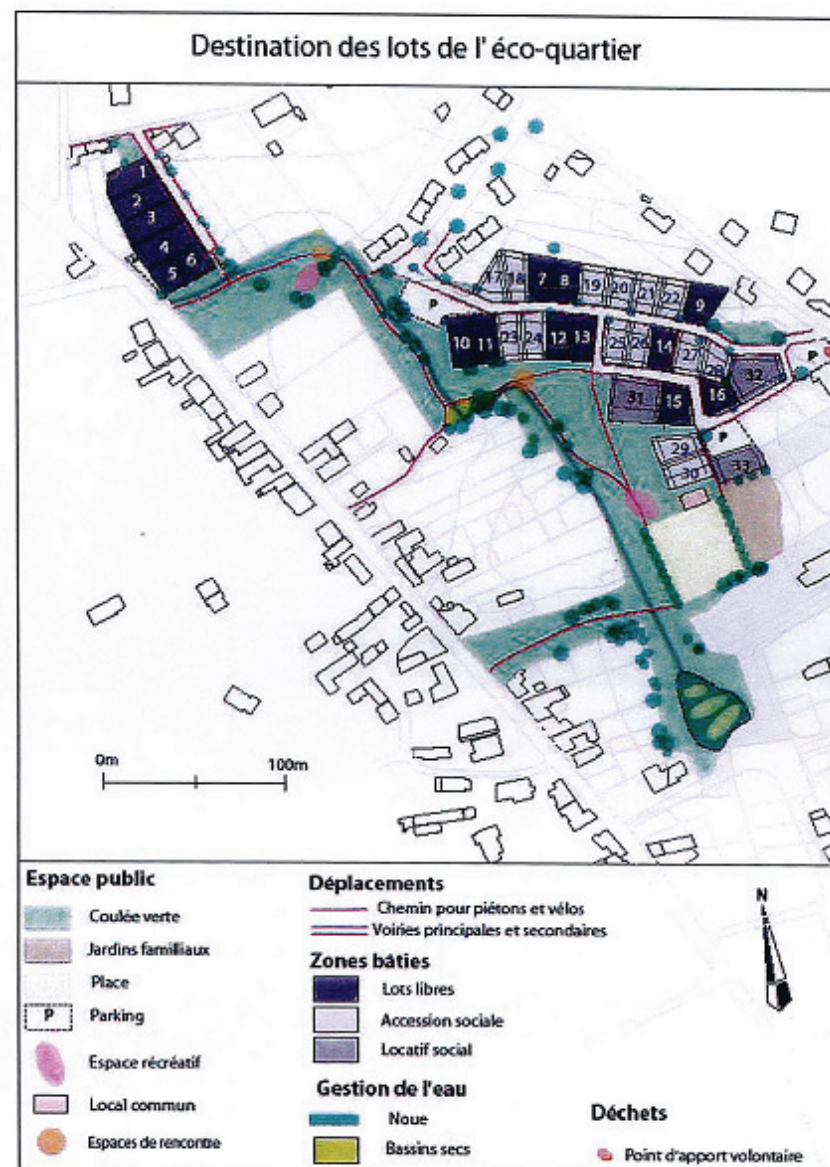 Destination des lots de l' éco-quartier
1
2
3
4
5 6
17 18 7 8 19 20 21 22 9
P
10 11 23 24 12 13 25 26 14 27 28 32 P
31 15 16
29 P
30 33
0m 100m
Espace public
Coulée verte
Jardins familliaux
Place
P Parking
Espace récréatif
Local commun
Espaces de rencontre
Déplacements
Chemin pour piétons et vélos
Voiries principales et secondaires
Zones bâties
Lots libres
Accession sociale
Locatif social
Gestion de l'eau
Noue
Bassins secs
N
Déchets
Point d'apport volontaire